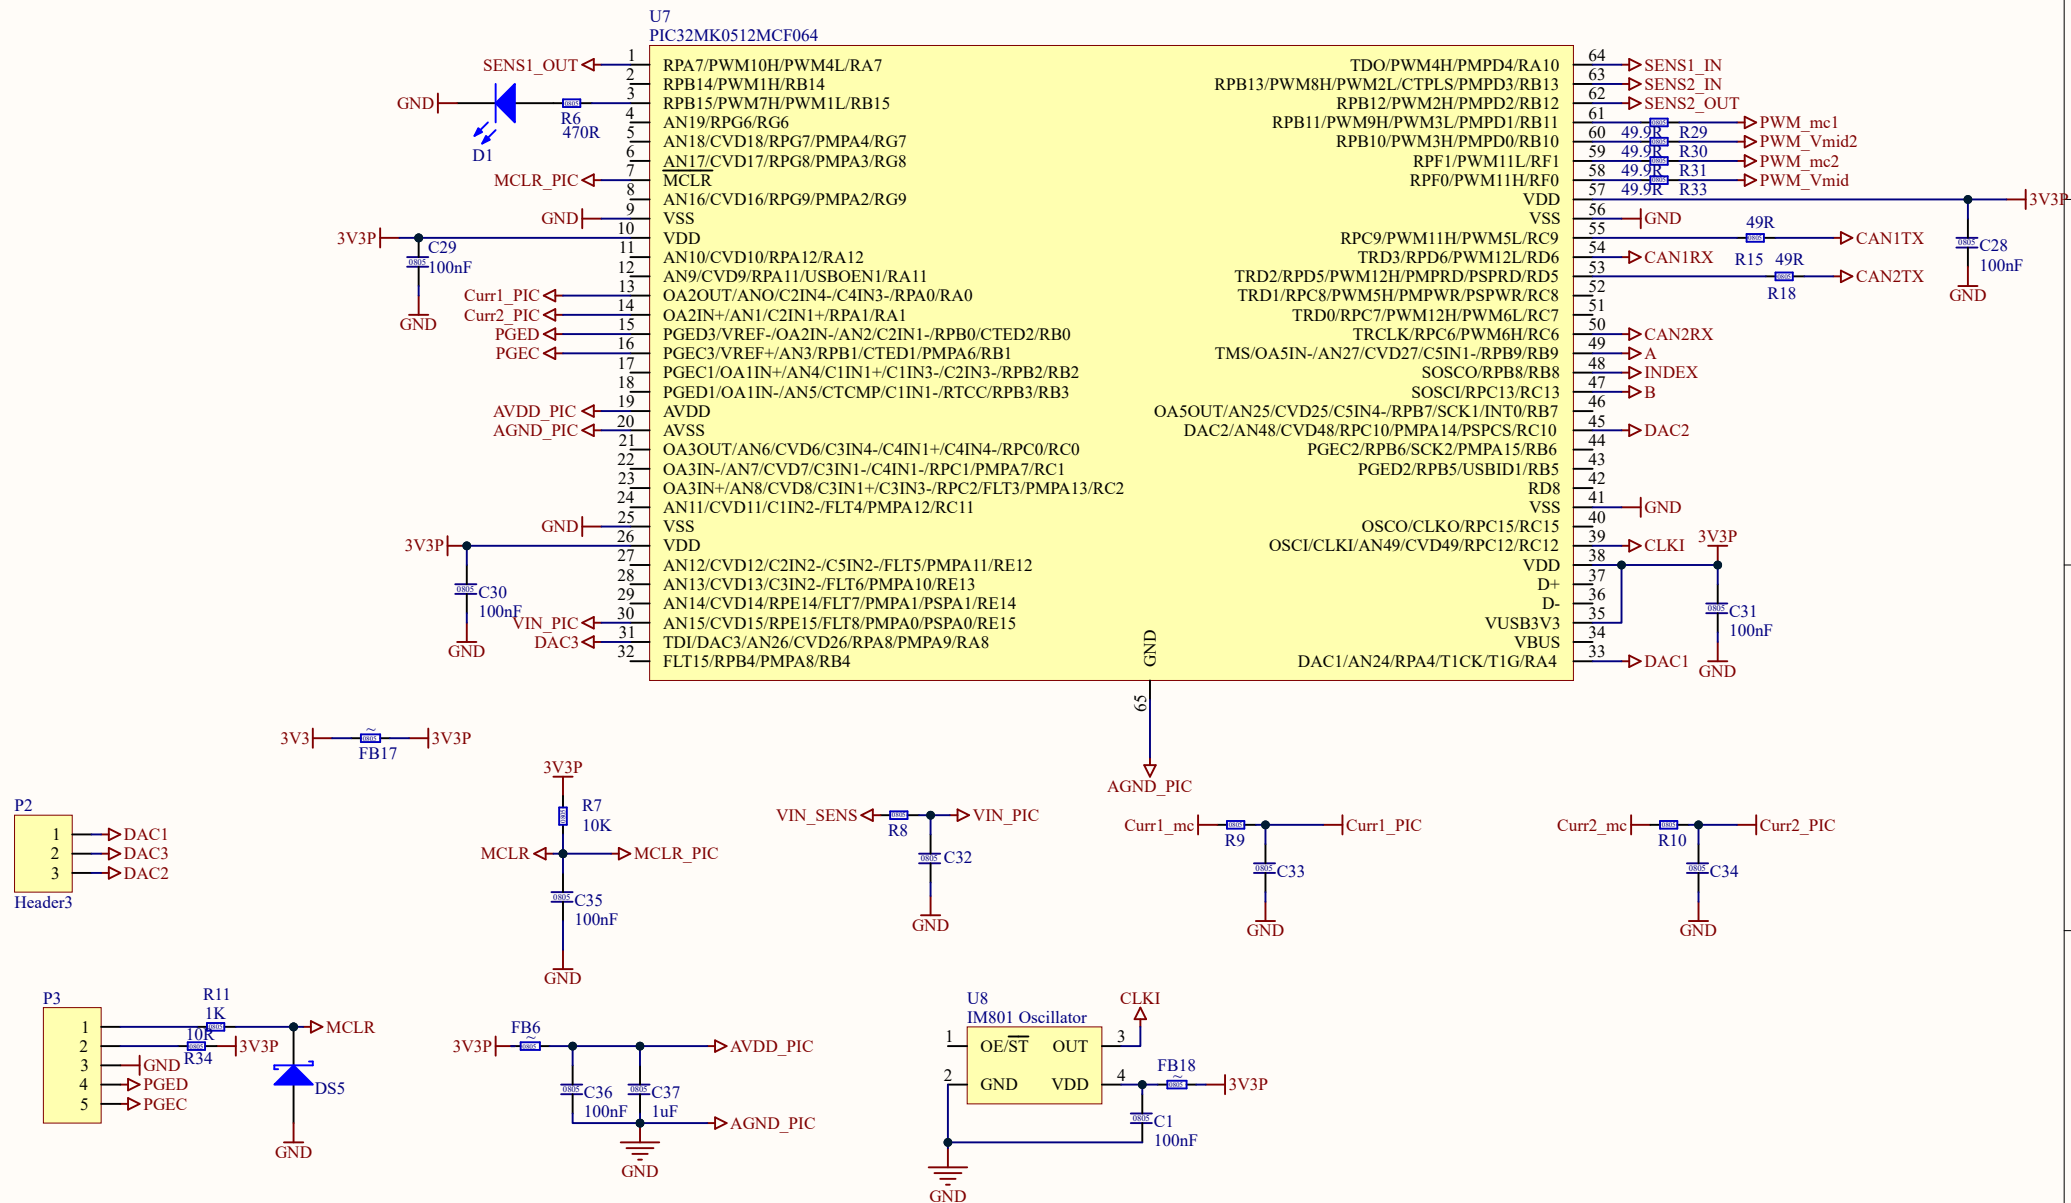 U7
PIC32MK0512MCF064
SENS1_OUT 1 RPA7/PWM10H/PWM4L/RA7
2 RPB14/PWM1H/RB14
GND D1 R6 470R 3 RPB15/PWM7H/PWM1L/RB15
4 AN19/RPG6/RG6
5 AN18/CVD18/RPG7/PMPA4/RG7
6 AN17/CVD17/RPG8/PMPA3/RG8
MCLR_PIC 7 MCLR
8 AN16/CVD16/RPG9/PMPA2/RG9
GND 9 VSS
3V3P 10 VDD
C29
100nF
GND
11 AN10/CVD10/RPA12/RA12
12 AN9/CVD9/RPA11/USBOEN1/RA11
Curr1_PIC 13 OA2OUT/ANO/C2IN4-/C4IN3-/RPA0/RA0
Curr2_PIC 14 OA2IN+/AN1/C2IN1+/RPA1/RA1
PGED 15 PGED3/VREF-/OA2IN-/AN2/C2IN1-/RPB0/CTED2/RB0
PGEC 16 PGEC3/VREF+/AN3/RPB1/CTED1/PMPA6/RB1
17 PGEC1/OA1IN+/AN4/C1IN1+/C1IN3-/C2IN3-/RPB2/RB2
18 PGED1/OA1IN-/AN5/CTCMP/C1IN1-/RTCC/RPB3/RB3
AVDD_PIC 19 AVDD
AGND_PIC 20 AVSS
21 OA3OUT/AN6/CVD6/C3IN4-/C4IN1+/C4IN4-/RPC0/RC0
22 OA3IN-/AN7/CVD7/C3IN1-/C4IN1-/RPC1/PMPA7/RC1
23 OA3IN+/AN8/CVD8/C3IN1+/C3IN3-/RPC2/FLT3/PMPA13/RC2
24 AN11/CVD11/C1IN2-/FLT4/PMPA12/RC11
GND 25 VSS
3V3P 26 VDD
C30
100nF
GND
27 AN12/CVD12/C2IN2-/C5IN2-/FLT5/PMPA11/RE12
28 AN13/CVD13/C3IN2-/FLT6/PMPA10/RE13
29 AN14/CVD14/RPE14/FLT7/PMPA1/PSPA1/RE14
VIN_PIC 30 AN15/CVD15/RPE15/FLT8/PMPA0/PSPA0/RE15
DAC3 31 TDI/DAC3/AN26/CVD26/RPA8/PMPA9/RA8
32 FLT15/RPB4/PMPA8/RB4
TDO/PWM4H/PMPD4/RA10 64 SENS1_IN
RPB13/PWM8H/PWM2L/CTPLS/PMPD3/RB13 63 SENS2_IN
RPB12/PWM2H/PMPD2/RB12 62 SENS2_OUT
RPB11/PWM9H/PWM3L/PMPD1/RB11 61 49.9R R29 PWM_mc1
RPB10/PWM3H/PMPD0/RB10 60 49.9R R30 PWM_Vmid2
RPF1/PWM11L/RF1 59 49.9R R31 PWM_mc2
RPF0/PWM11H/RF0 58 49.9R R33 PWM_Vmid
VDD 57 3V3P
C28
100nF
GND
VSS 56 GND
RPC9/PWM11H/PWM5L/RC9 55 49R R15 CAN1TX
TRD3/RPD6/PWM12L/RD6 54 CAN1RX
TRD2/RPD5/PWM12H/PMPRD/PSPRD/RD5 53 49R R18 CAN2TX
TRD1/RPC8/PWM5H/PMPWR/PSPWR/RC8 52
TRD0/RPC7/PWM12H/PWM6L/RC7 51
TRCLK/RPC6/PWM6H/RC6 50 CAN2RX
TMS/OA5IN-/AN27/CVD27/C5IN1-/RPB9/RB9 49 A
SOSCO/RPB8/RB8 48 INDEX
SOSCI/RPC13/RC13 47 B
OA5OUT/AN25/CVD25/C5IN4-/RPB7/SCK1/INT0/RB7 46
DAC2/AN48/CVD48/RPC10/PMPA14/PSPCS/RC10 45 DAC2
PGEC2/RPB6/SCK2/PMPA15/RB6 44
PGED2/RPB5/USBID1/RB5 43
RD8 42
VSS 41 GND
OSCO/CLKO/RPC15/RC15 40
OSCI/CLKI/AN49/CVD49/RPC12/RC12 39 CLKI
VDD 38 3V3P
D+ 37
D- 36
VUSB3V3 35
VBUS 34
DAC1/AN24/RPA4/T1CK/T1G/RA4 33 DAC1
C31
100nF
GND
GND
65
AGND_PIC
3V3 FB17 3V3P
P2
1 DAC1
2 DAC3
3 DAC2
Header3
3V3P
R7
10K
MCLR MCLR_PIC
C35
100nF
GND
VIN_SENS R8 VIN_PIC
C32
GND
Curr1_mc R9 Curr1_PIC
C33
GND
Curr2_mc R10 Curr2_PIC
C34
GND
P3
R11
1K
1 MCLR
10R
2 3V3P
R34
3 GND
4 PGED
5 PGEC
DS5
GND
FB6
3V3P AVDD_PIC
C36
100nF
C37
1uF
AGND_PIC
GND
U8
IM801 Oscillator
CLKI
1 OE/ST OUT 3
2 GND VDD 4
FB18
3V3P
C1
100nF
GND